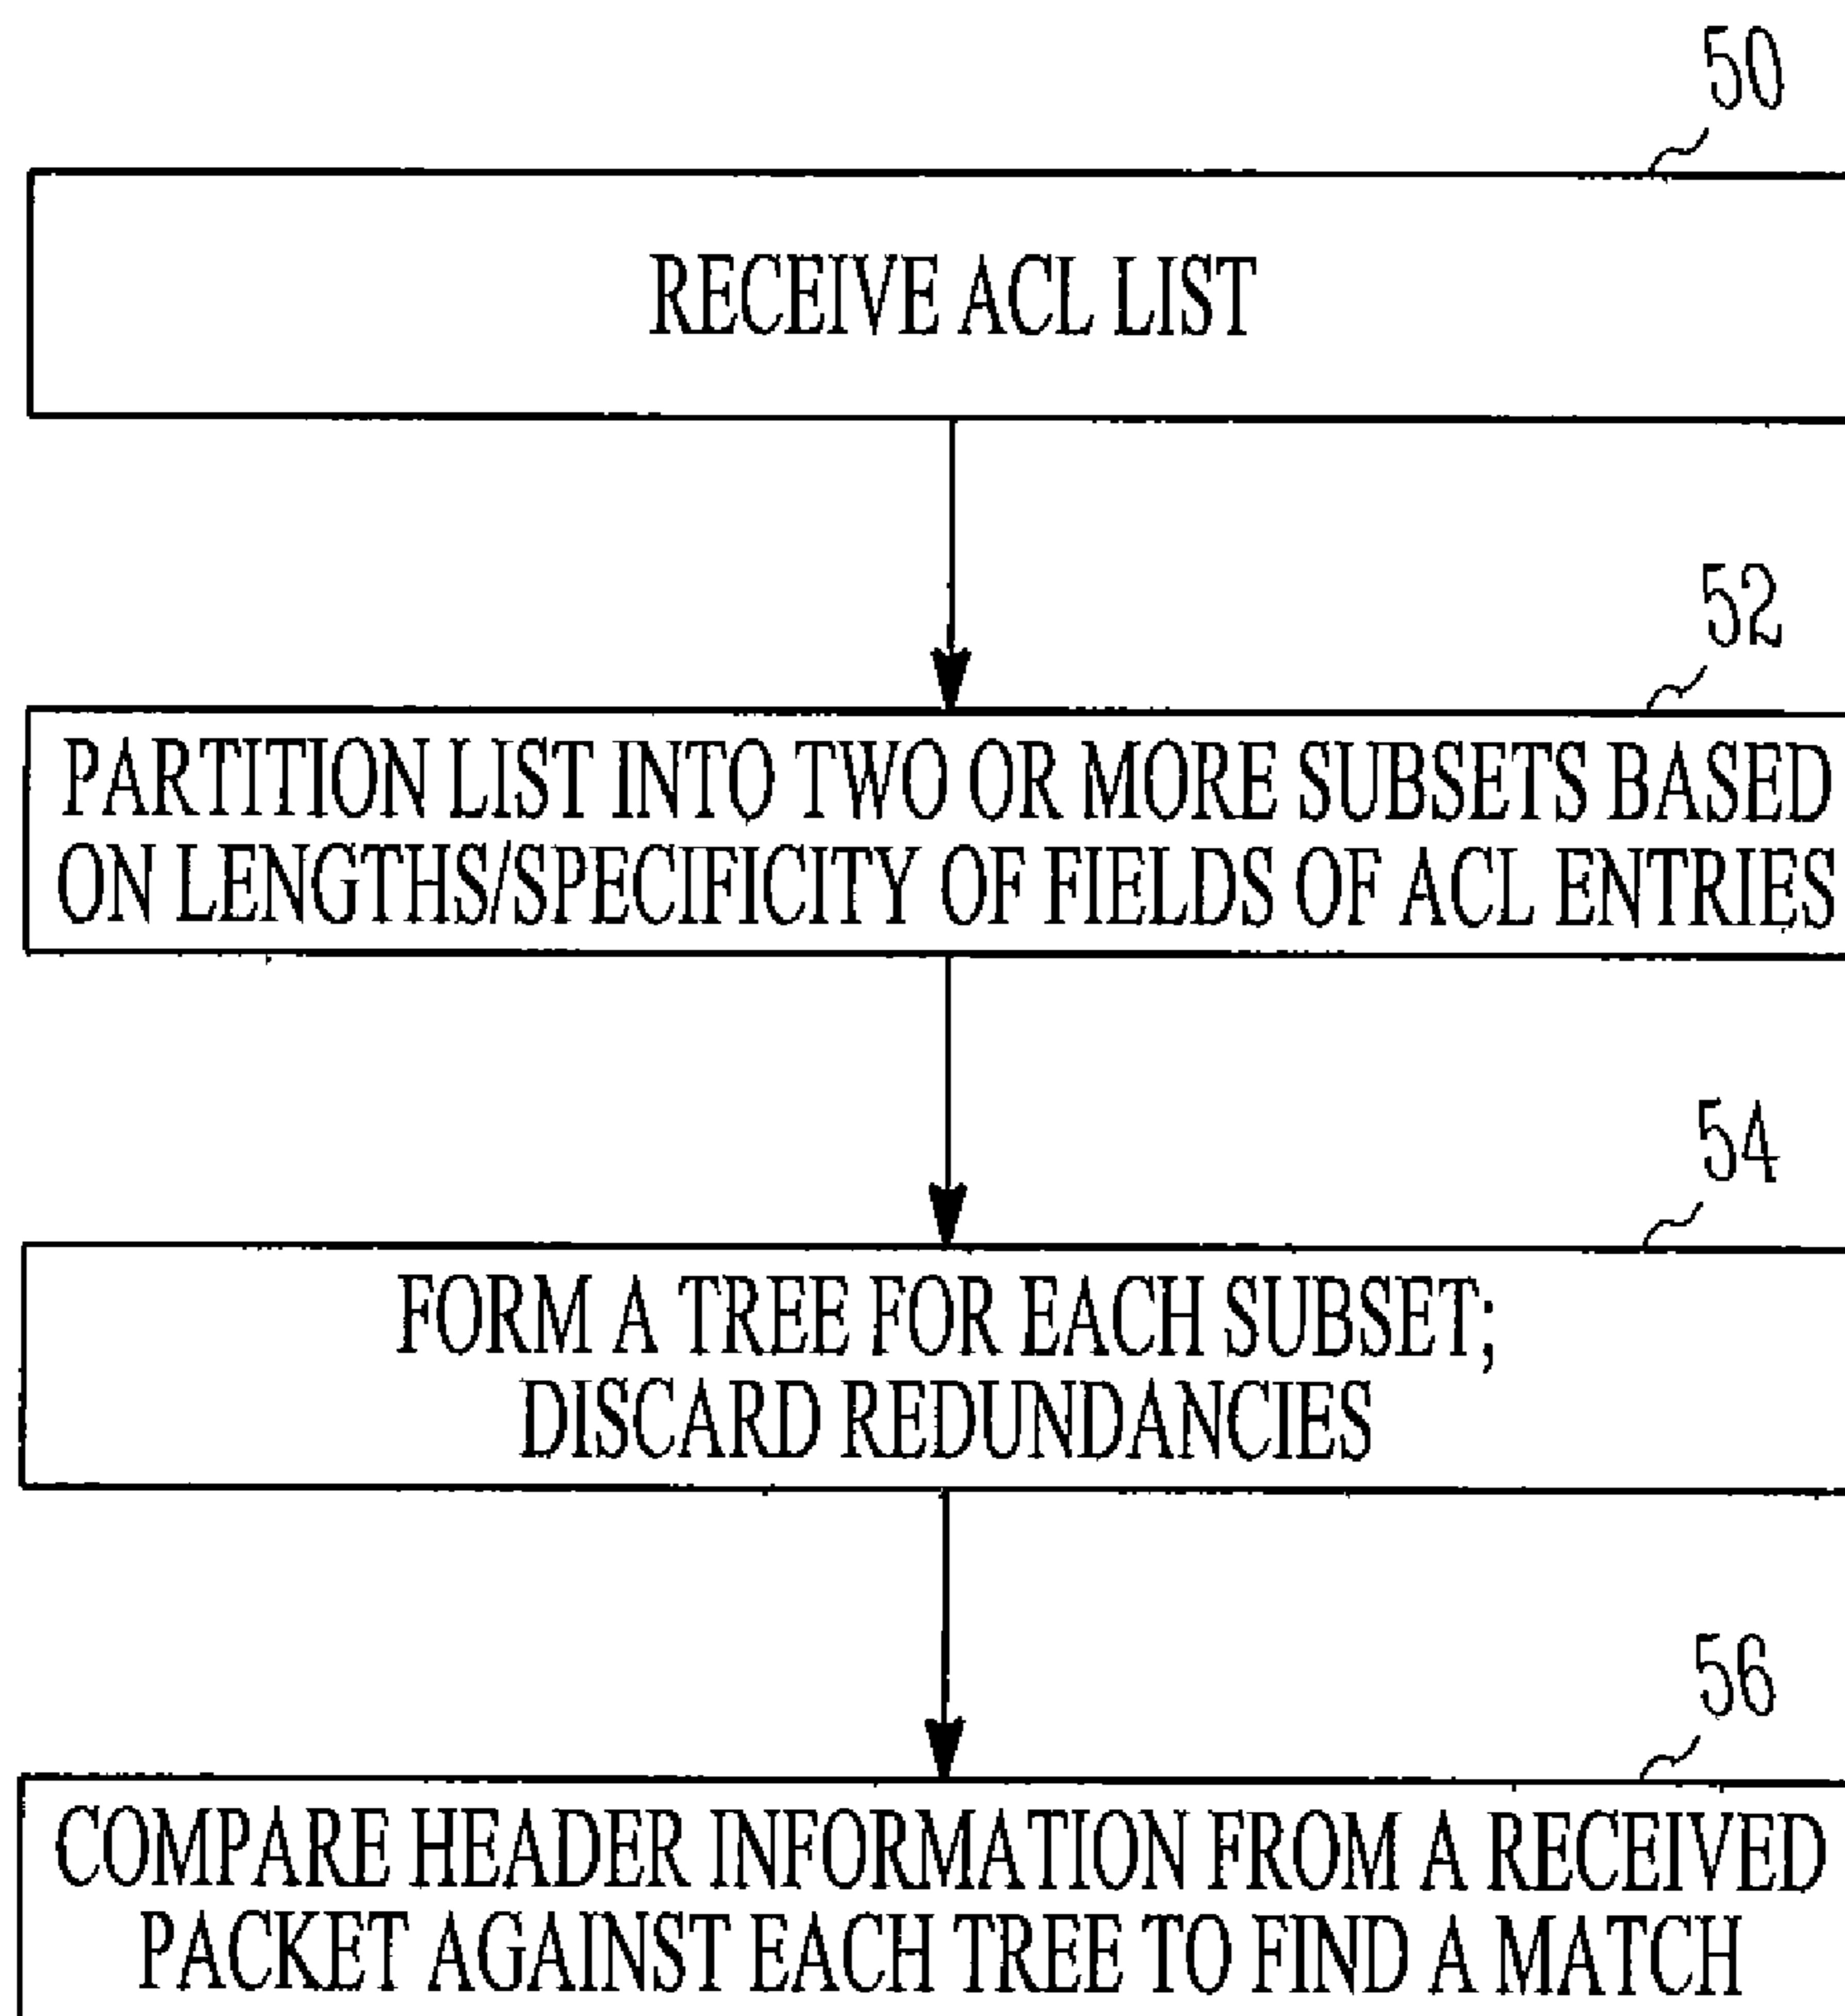 50
RECEIVE ACL LIST
52
PARTITION LIST INTO TWO OR MORE SUBSETS BASED
ON LENGTHS/SPECIFICITY OF FIELDS OF ACL ENTRIES
54
FORM A TREE FOR EACH SUBSET;
DISCARD REDUNDANCIES
56
COMPARE HEADER INFORMATION FROM A RECEIVED
PACKET AGAINST EACH TREE TO FIND A MATCH